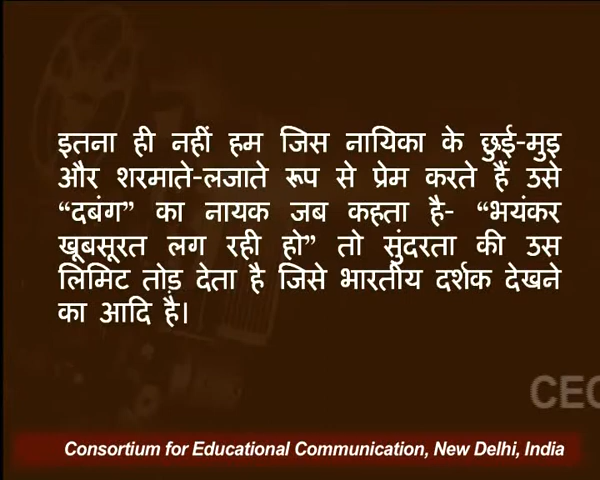 इतना ही नहीं हम जिस नायिका के छुई-मुइ
और शरमाते-लजाते रूप से प्रेम करते हैं उसे
“दबंग” का नायक जब कहता है- “भयंकर
खूबसूरत लग रही हो” तो सुंदरता की उस
लिमिट तोड़ देता है जिसे भारतीय दर्शक देखने
का आदि है।
CEC
Consortium for Educational Communication, New Delhi, India